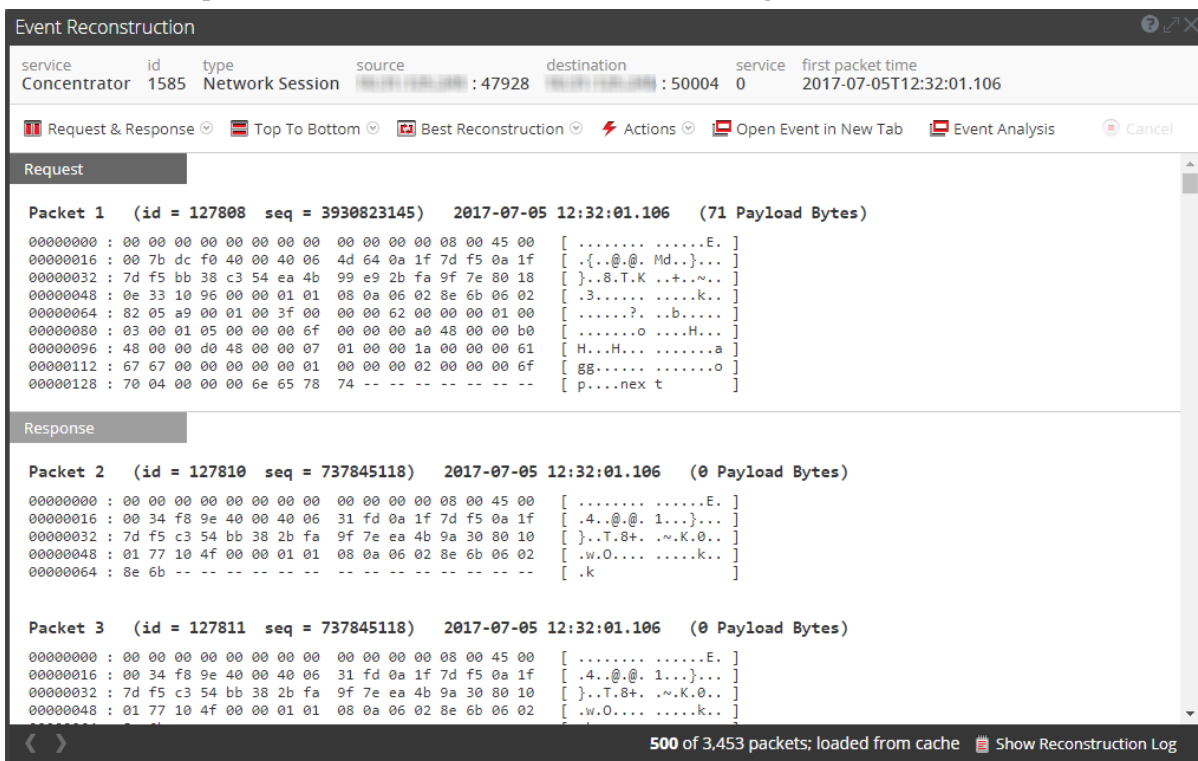 Event Reconstruction
service id type source destination service first packet time
Concentrator 1585 Network Session : 47928 : 50004 0 2017-07-05T12:32:01.106
Request & Response Top To Bottom Best Reconstruction Actions Open Event in New Tab Event Analysis Cancel
Request
Packet 1 (id = 127808 seq = 3930823145) 2017-07-05 12:32:01.106 (71 Payload Bytes)
00000000 : 00 00 00 00 00 00 00 00 00 00 00 00 08 00 45 00 [ ........ ......E. ]
00000016 : 00 7b dc f0 40 00 40 06 4d 64 0a 1f 7d f5 0a 1f [ .{..@.@. Md..}... ]
00000032 : 7d f5 bb 38 c3 54 ea 4b 99 e9 2b fa 9f 7e 80 18 [ }..8.T.K ..+..~.. ]
00000048 : 0e 33 10 96 00 00 01 01 08 0a 06 02 8e 6b 06 02 [ .3...... .....k.. ]
00000064 : 82 05 a9 00 01 00 3f 00 00 00 62 00 00 00 01 00 [ ......?. ..b..... ]
00000080 : 03 00 01 05 00 00 00 6f 00 00 00 a0 48 00 00 b0 [ .......o ....H... ]
00000096 : 48 00 00 d0 48 00 00 07 01 00 00 1a 00 00 00 61 [ H...H... .......a ]
00000112 : 67 67 00 00 00 00 00 01 00 00 00 02 00 00 00 6f [ gg...... .......o ]
00000128 : 70 04 00 00 00 6e 65 78 74 -- -- -- -- -- -- -- [ p....nex t ]
Response
Packet 2 (id = 127810 seq = 737845118) 2017-07-05 12:32:01.106 (0 Payload Bytes)
00000000 : 00 00 00 00 00 00 00 00 00 00 00 00 08 00 45 00 [ ........ ......E. ]
00000016 : 00 34 f8 9e 40 00 40 06 31 fd 0a 1f 7d f5 0a 1f [ .4..@.@. 1...}... ]
00000032 : 7d f5 c3 54 bb 38 2b fa 9f 7e ea 4b 9a 30 80 10 [ }..T.8+. .~.K.0.. ]
00000048 : 01 77 10 4f 00 00 01 01 08 0a 06 02 8e 6b 06 02 [ .w.O.... .....k.. ]
00000064 : 8e 6b -- -- -- -- -- -- -- -- -- -- -- -- -- -- [ .k ]
Packet 3 (id = 127811 seq = 737845118) 2017-07-05 12:32:01.106 (0 Payload Bytes)
00000000 : 00 00 00 00 00 00 00 00 00 00 00 00 08 00 45 00 [ ........ ......E. ]
00000016 : 00 34 f8 9e 40 00 40 06 31 fd 0a 1f 7d f5 0a 1f [ .4..@.@. 1...}... ]
00000032 : 7d f5 c3 54 bb 38 2b fa 9f 7e ea 4b 9a 30 80 10 [ }..T.8+. .~.K.0.. ]
00000048 : 01 77 10 4f 00 00 01 01 08 0a 06 02 8e 6b 06 02 [ .w.O.... .....k.. ]
500 of 3,453 packets; loaded from cache Show Reconstruction Log